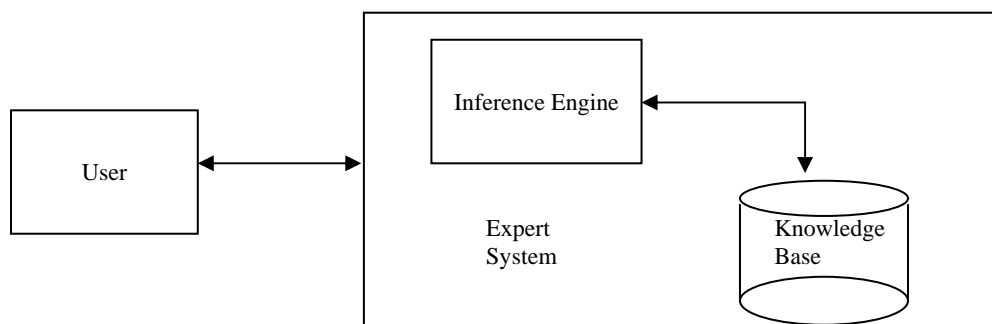 Inference Engine
User
Expert
System
Knowledge
Base